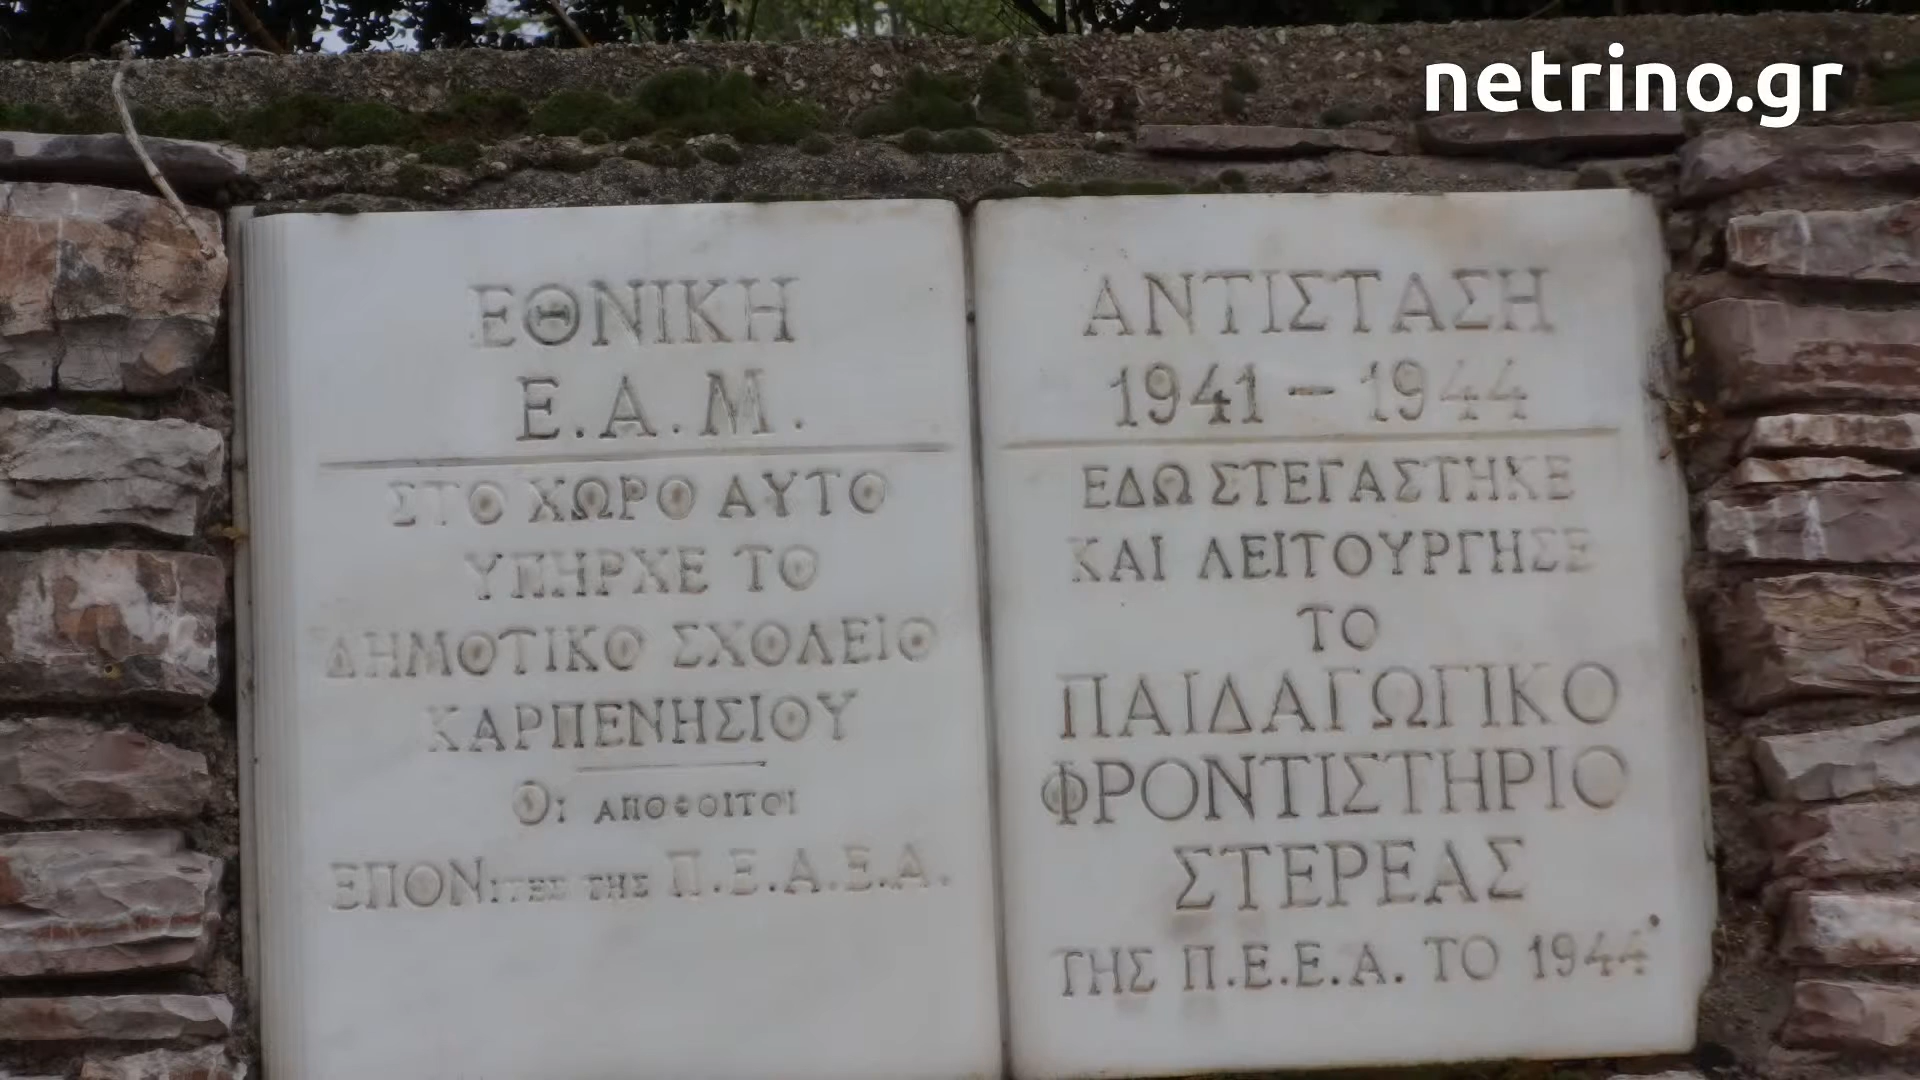 netrino.gr
ΕΘΝΙΚΗ
Ε.Α.Μ.
ΣΤΟ ΧΩΡΟ ΑΥΤΟ
ΥΠΗΡΧΕ ΤΟ
ΔΗΜΟΤΙΚΟ ΣΧΟΛΕΙΟ
ΚΑΡΠΕΝΗΣΙΟΥ
ΟΙ ΑΠΟΦΟΙΤΟΙ
ΕΠΟΝΙΤΕΣ ΤΗΣ Π.Ε.Α.Ε.Α.
ΑΝΤΙΣΤΑΣΗ
1941 – 1944
ΕΔΩ ΣΤΕΓΑΣΤΗΚΕ
ΚΑΙ ΛΕΙΤΟΥΡΓΗΣΕ
ΤΟ
ΠΑΙΔΑΓΩΓΙΚΟ
ΦΡΟΝΤΙΣΤΗΡΙΟ
ΣΤΕΡΕΑΣ
ΤΗΣ Π.Ε.Ε.Α. ΤΟ 1944